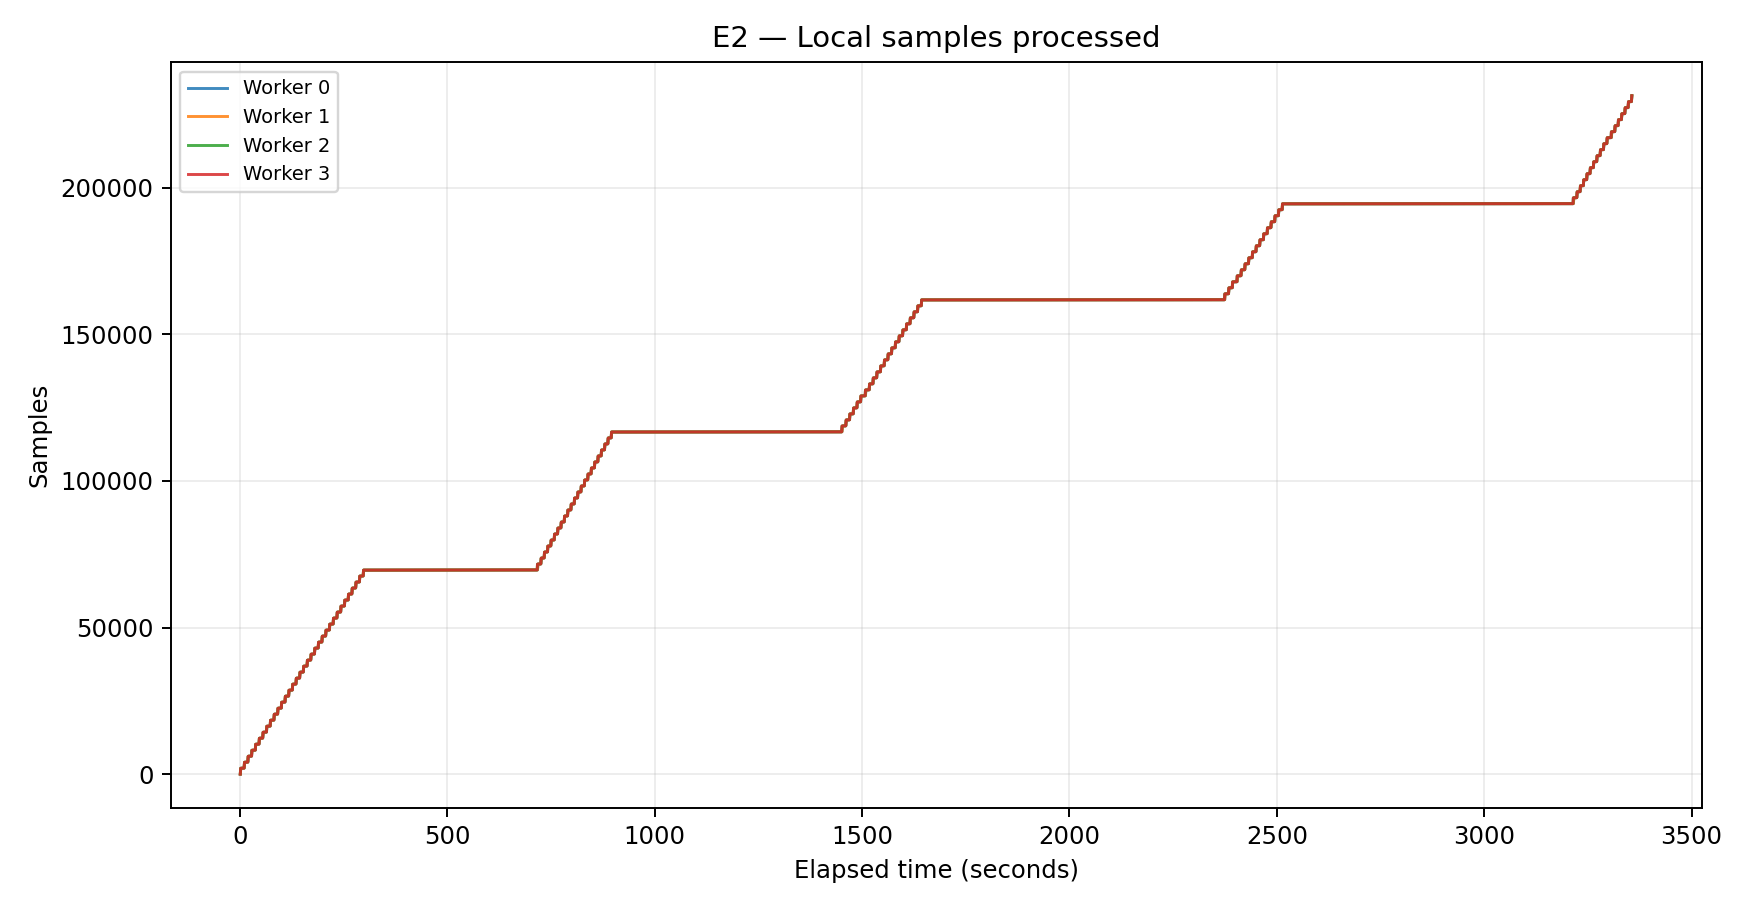 E2 — Local samples processed
Worker 0
Worker 1
Worker 2
Worker 3
200000
150000
100000
50000
0
Samples
0 500 1000 1500 2000 2500 3000 3500
Elapsed time (seconds)